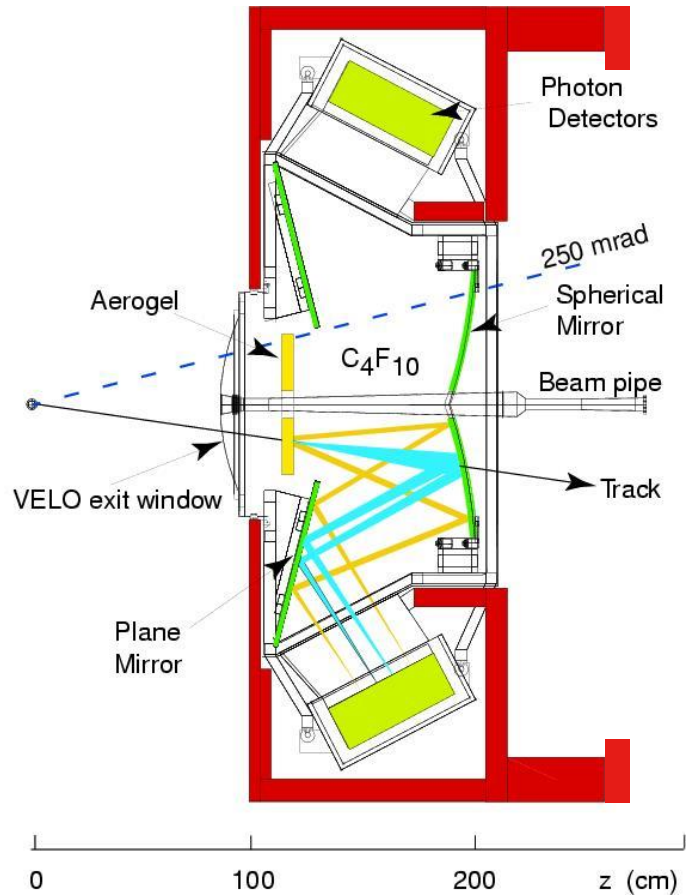 Photon
Detectors
250 mrad
Aerogel
Spherical
Mirror
C₄F₁₀
Beam pipe
VELO exit window
Track
Plane
Mirror
0 100 200 z (cm)